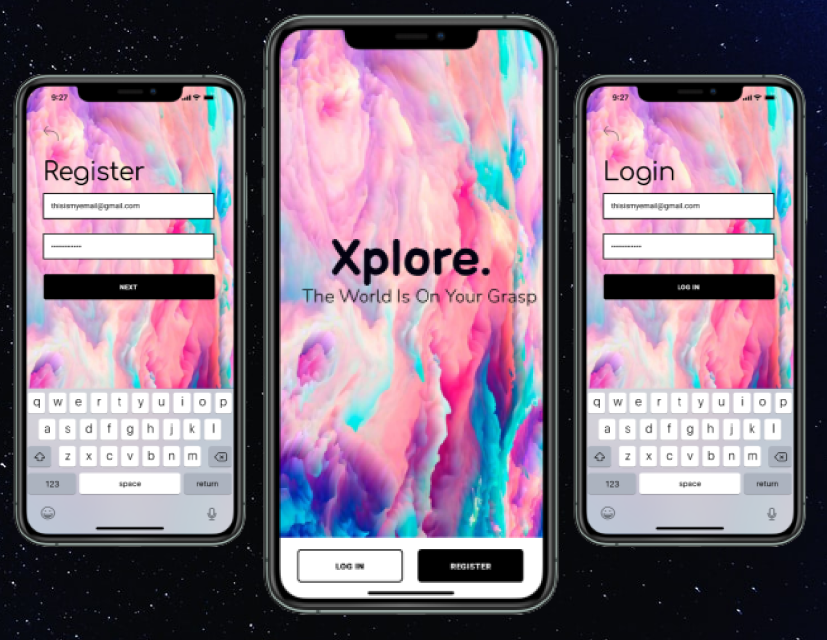 9:27
Register
thisismyemail@gmail.com
NEXT
q w e r t y u i o p
a s d f g h j k l
z x c v b n m
123 space return
Xplore.
The World Is On Your Grasp
LOG IN REGISTER
9:27
Login
thisismyemail@gmail.com
LOG IN
q w e r t y u i o p
a s d f g h j k l
z x c v b n m
123 space return